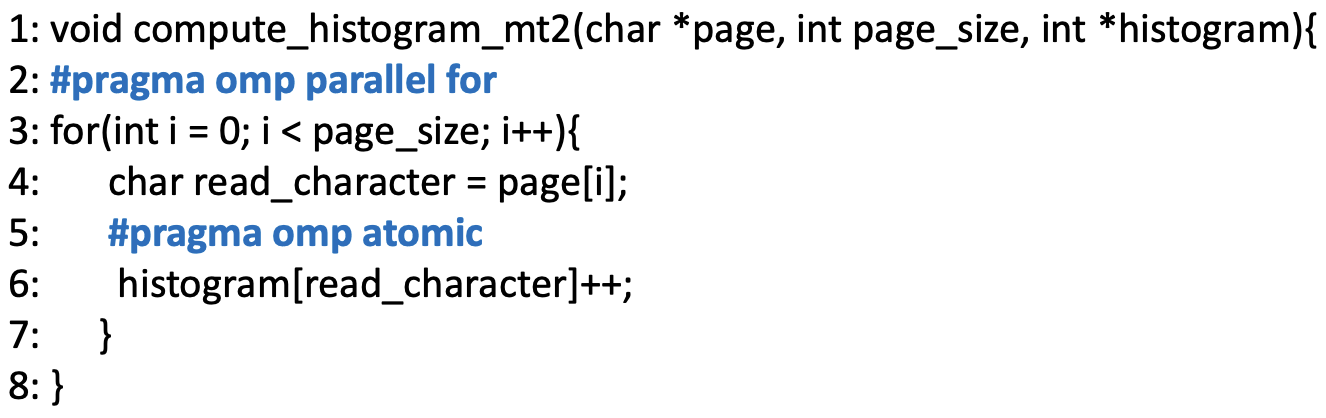 1: void compute_histogram_mt2(char *page, int page_size, int *histogram){
2: #pragma omp parallel for
3: for(int i = 0; i < page_size; i++){
4:      char read_character = page[i];
5:      #pragma omp atomic
6:       histogram[read_character]++;
7:     }
8: }